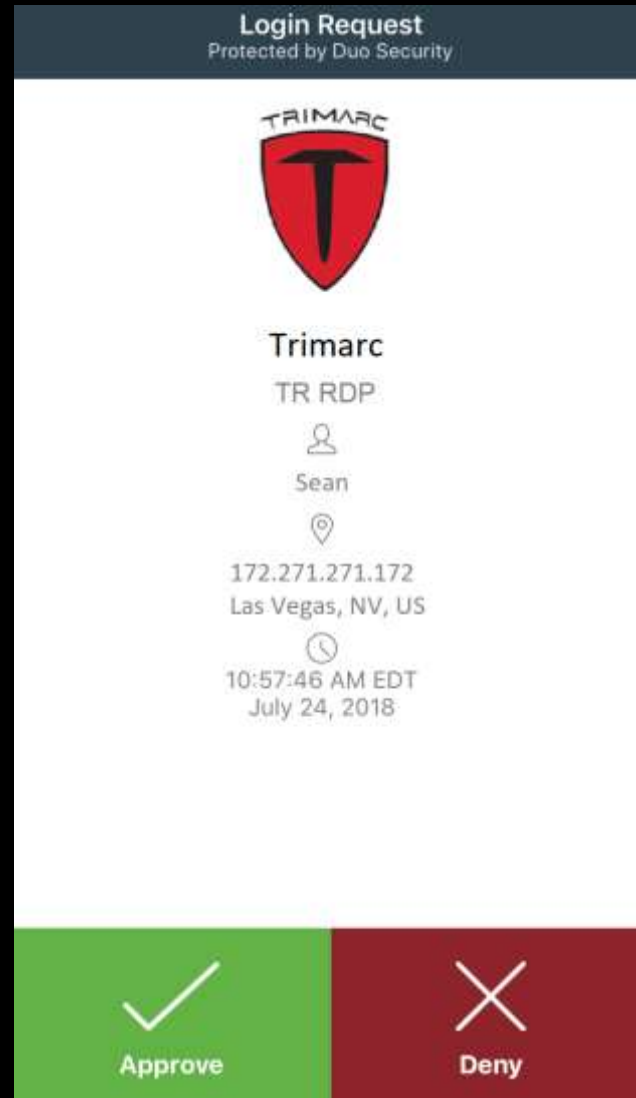 Login Request
Protected by Duo Security
TRIMARC
Trimarc
TR RDP
Sean
172.271.271.172
Las Vegas, NV, US
10:57:46 AM EDT
July 24, 2018
Approve
Deny